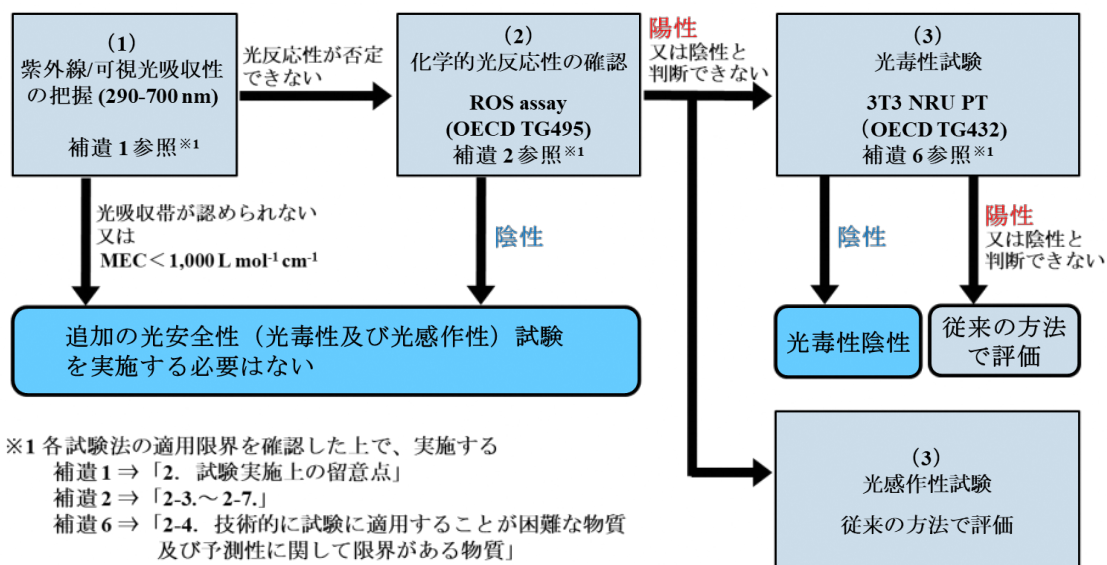 (1)
紫外線/可視光吸収性
の把握 (290-700 nm)
補遺 1 参照※1
光反応性が否定
できない
(2)
化学的光反応性の確認
ROS assay
(OECD TG495)
補遺 2 参照※1
陽性
又は陰性と
判断できない
(3)
光毒性試験
3T3 NRU PT
（OECD TG432)
補遺 6 参照※1
光吸収帯が認められない
又は
MEC＜1,000 L mol-1 cm-1
陰性
陰性
陽性
又は陰性と
判断できない
追加の光安全性（光毒性及び光感作性）試験
を実施する必要はない
光毒性陰性
従来の方法
で評価
(3)
光感作性試験
従来の方法で評価
※1 各試験法の適用限界を確認した上で、実施する
補遺 1 ⇒「2．試験実施上の留意点」
補遺 2 ⇒「2-3.～2-7.」
補遺 6 ⇒「2-4．技術的に試験に適用することが困難な物質
及び予測性に関して限界がある物質」